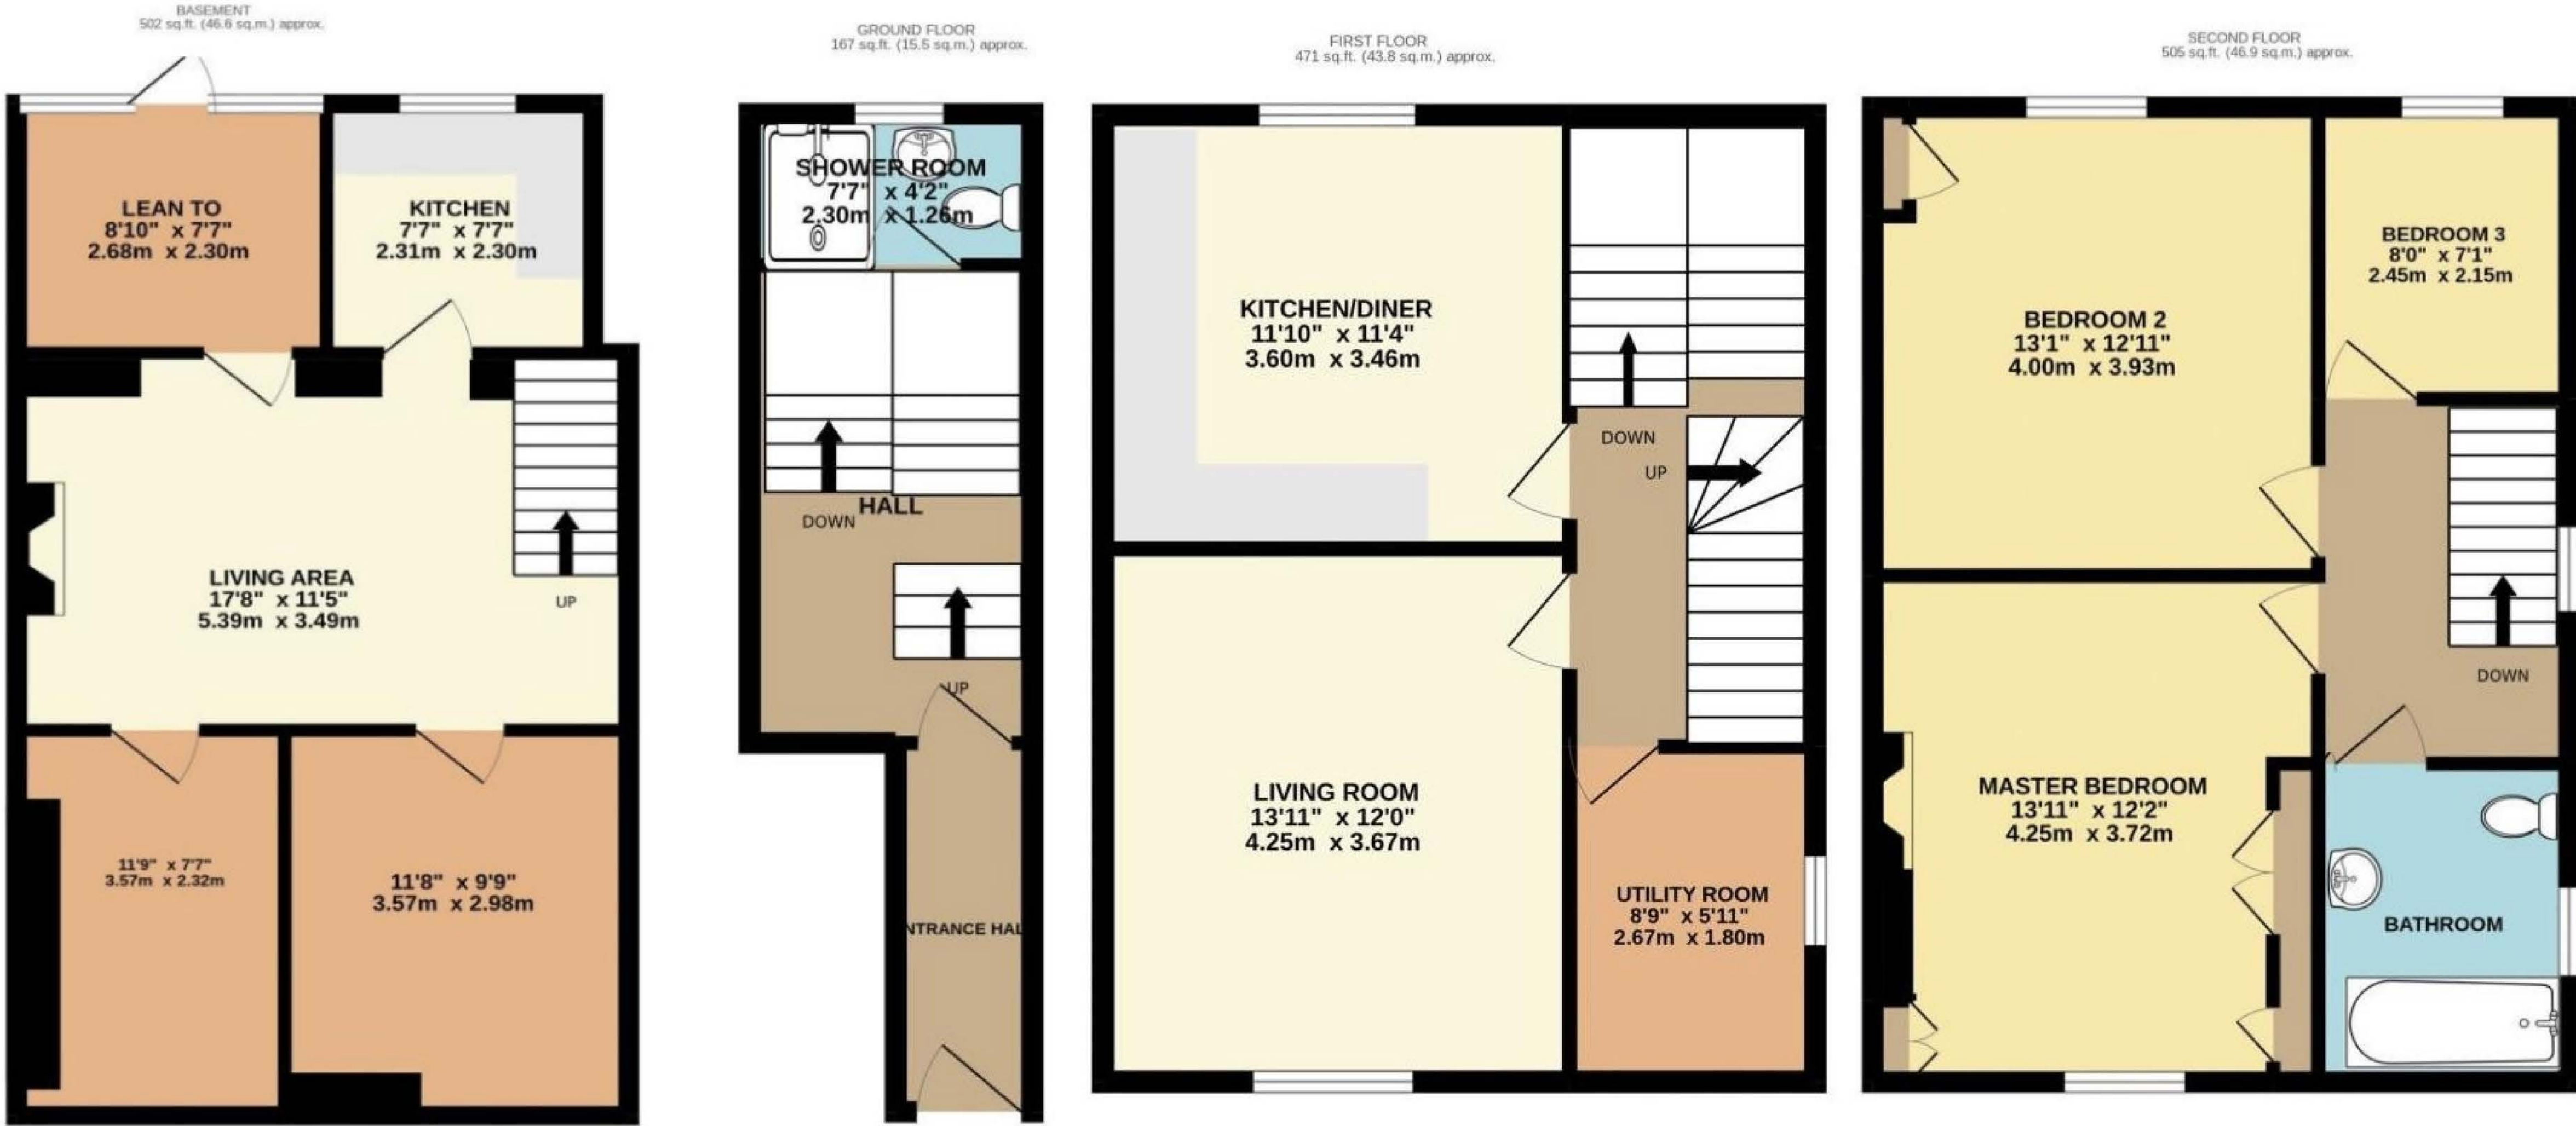 BASEMENT
502 sq.ft. (46.6 sq.m.) approx.
LEAN TO
8'10" x 7'7"
2.68m x 2.30m
KITCHEN
7'7" x 7'7"
2.31m x 2.30m
LIVING AREA
17'8" x 11'5"
5.39m x 3.49m
UP
11'9" x 7'7"
3.57m x 2.32m
11'8" x 9'9"
3.57m x 2.98m
GROUND FLOOR
167 sq.ft. (15.5 sq.m.) approx.
SHOWER ROOM
7'7" x 4'2"
2.30m x 1.26m
HALL
DOWN
UP
NTRANCE HAL
FIRST FLOOR
471 sq.ft. (43.8 sq.m.) approx.
KITCHEN/DINER
11'10" x 11'4"
3.60m x 3.46m
DOWN
UP
LIVING ROOM
13'11" x 12'0"
4.25m x 3.67m
UTILITY ROOM
8'9" x 5'11"
2.67m x 1.80m
SECOND FLOOR
505 sq.ft. (46.9 sq.m.) approx.
BEDROOM 3
8'0" x 7'1"
2.45m x 2.15m
BEDROOM 2
13'1" x 12'11"
4.00m x 3.93m
DOWN
MASTER BEDROOM
13'11" x 12'2"
4.25m x 3.72m
BATHROOM